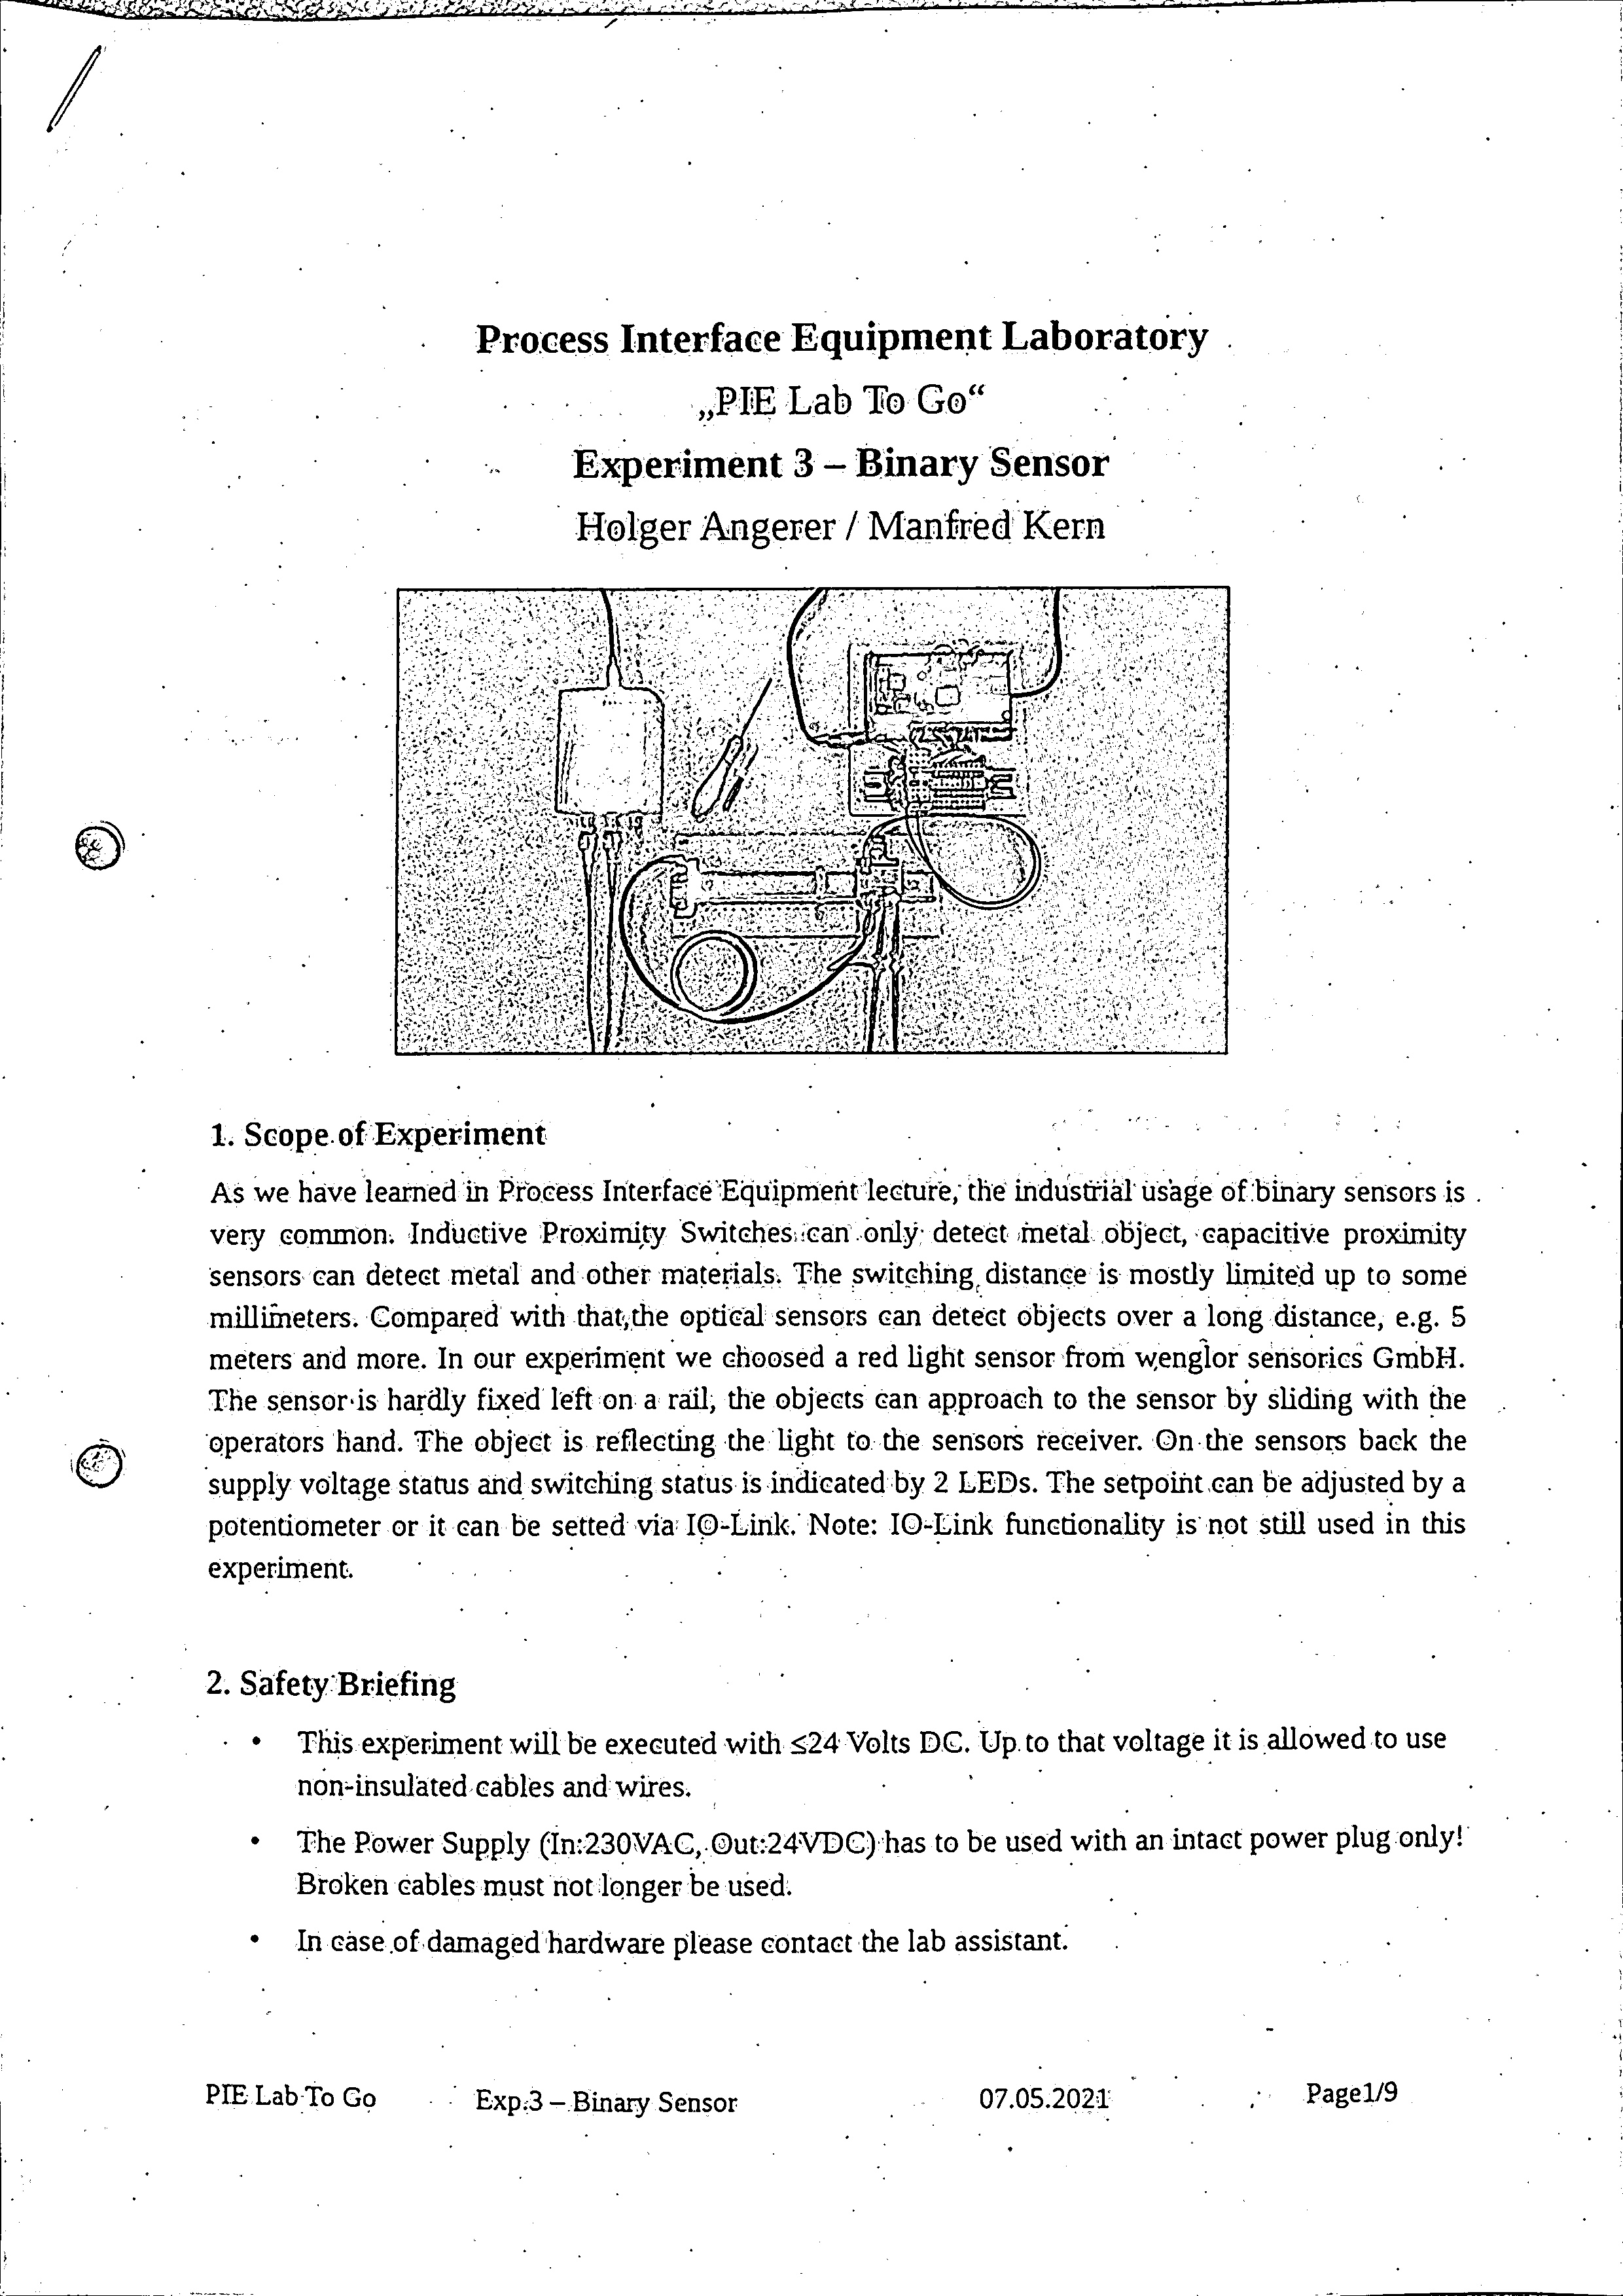 Process Interface Equipment Laboratory
„PIE Lab To Go“
Experiment 3 – Binary Sensor
Holger Angerer / Manfred Kern
1. Scope of Experiment
As we have learned in Process Interface Equipment lecture, the industrial usage of binary sensors is
very common. Inductive Proximity Switches can only detect metal object, capacitive proximity
sensors can detect metal and other materials. The switching distance is mostly limited up to some
millimeters. Compared with that, the optical sensors can detect objects over a long distance, e.g. 5
meters and more. In our experiment we choosed a red light sensor from wenglor sensorics GmbH.
The sensor is hardly fixed left on a rail, the objects can approach to the sensor by sliding with the
operators hand. The object is reflecting the light to the sensors receiver. On the sensors back the
supply voltage status and switching status is indicated by 2 LEDs. The setpoint can be adjusted by a
potentiometer or it can be setted via IO-Link. Note: IO-Link functionality is not still used in this
experiment.
2. Safety Briefing
• This experiment will be executed with ≤24 Volts DC. Up to that voltage it is allowed to use
non-insulated cables and wires.
• The Power Supply (In:230VAC, Out:24VDC) has to be used with an intact power plug only!
Broken cables must not longer be used.
• In case of damaged hardware please contact the lab assistant.
PIE Lab To Go Exp.3 – Binary Sensor 07.05.2021 Page1/9